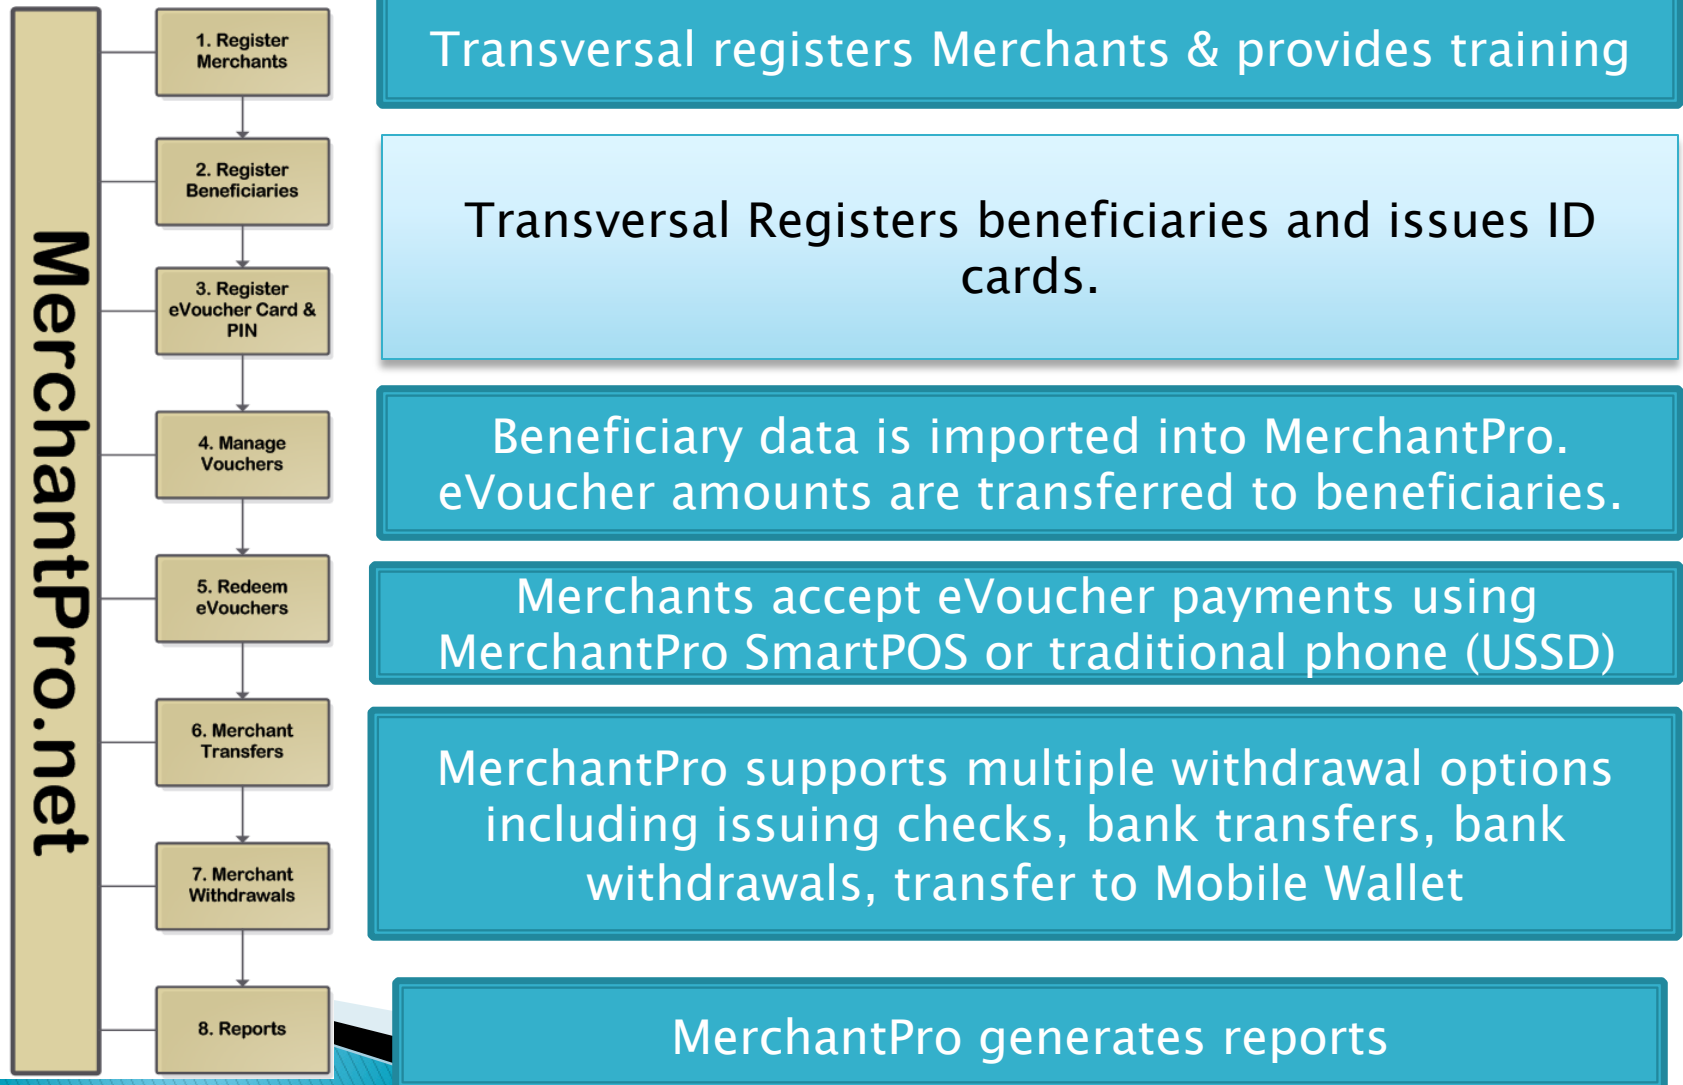 MerchantPro.net
1. Register
Merchants
Transversal registers Merchants & provides training
2. Register
Beneficiaries
Transversal Registers beneficiaries and issues ID
cards.
3. Register
eVoucher Card &
PIN
4. Manage
Vouchers
Beneficiary data is imported into MerchantPro.
eVoucher amounts are transferred to beneficiaries.
5. Redeem
eVouchers
Merchants accept eVoucher payments using
MerchantPro SmartPOS or traditional phone (USSD)
6. Merchant
Transfers
MerchantPro supports multiple withdrawal options
including issuing checks, bank transfers, bank
withdrawals, transfer to Mobile Wallet
7. Merchant
Withdrawals
8. Reports
MerchantPro generates reports